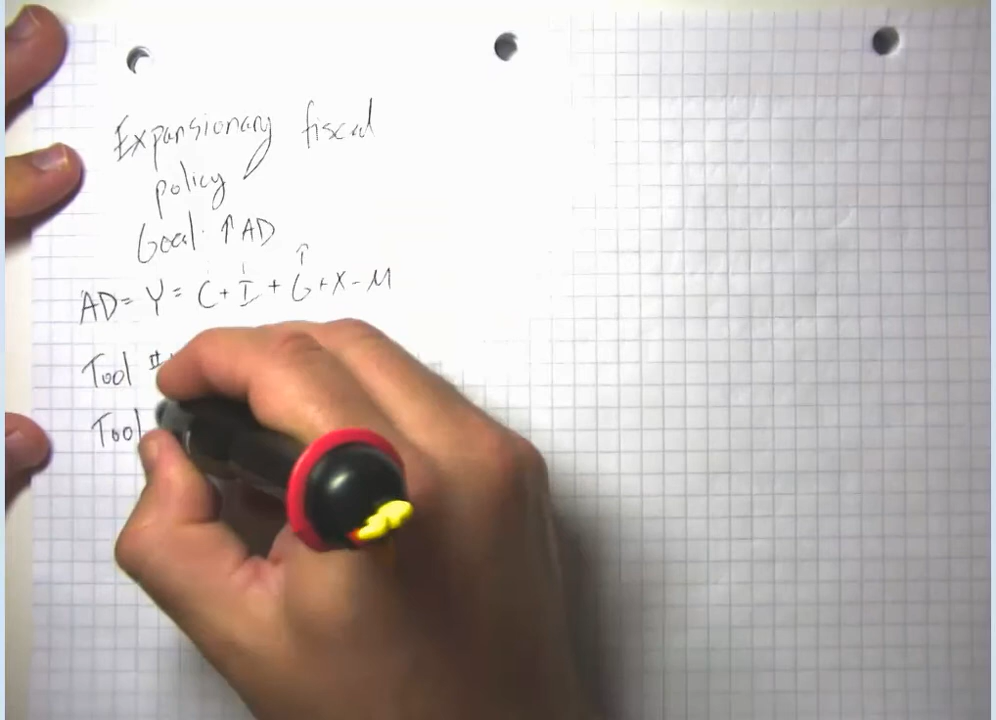 Expansionary fiscal
policy
Goal: ↑ AD
↑
AD = Y = C + I + G + X - M
Tool #
Tool